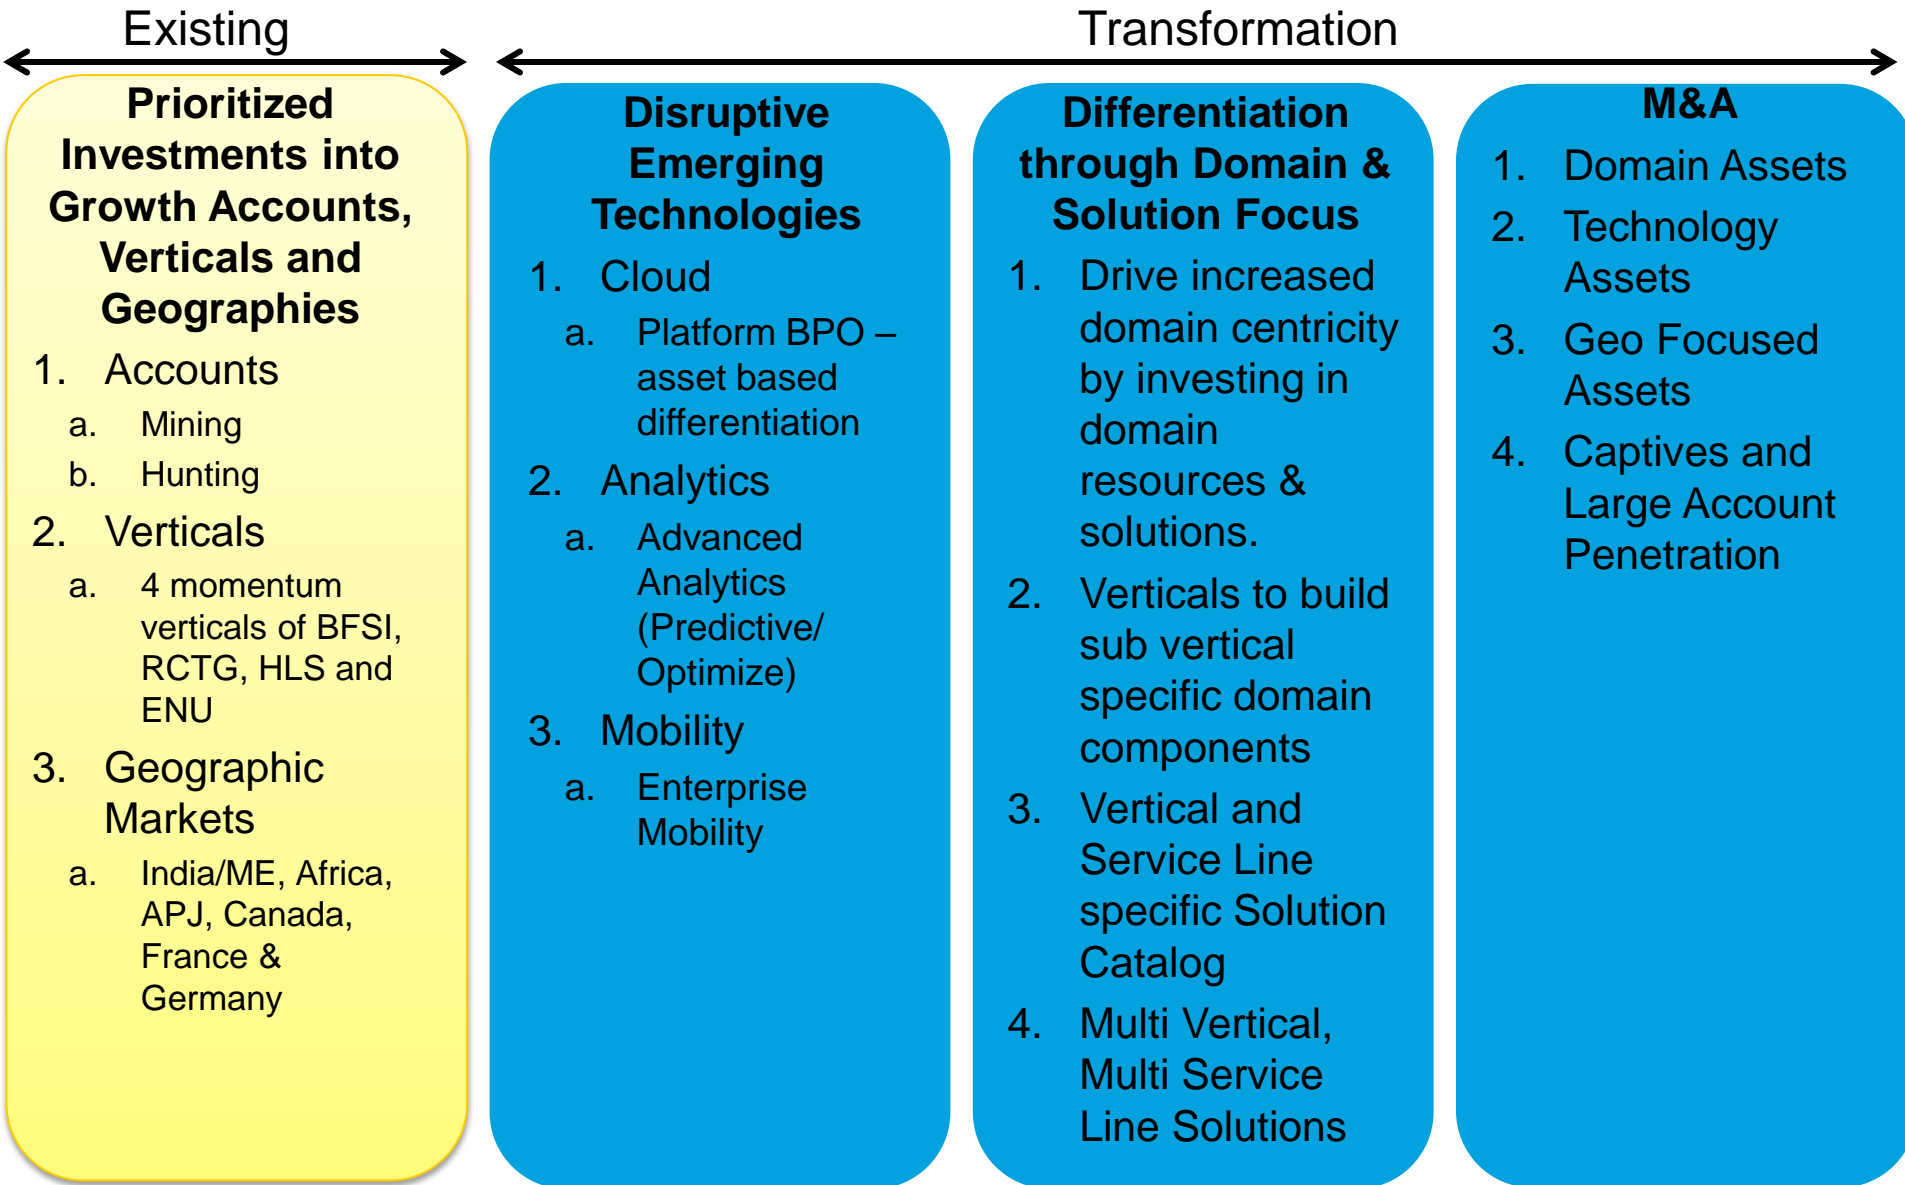 Existing
Transformation
Prioritized
Investments into
Growth Accounts,
Verticals and
Geographies
1. Accounts
a. Mining
b. Hunting
2. Verticals
a. 4 momentum
verticals of BFSI,
RCTG, HLS and
ENU
3. Geographic
Markets
a. India/ME, Africa,
APJ, Canada,
France &
Germany
Disruptive
Emerging
Technologies
1. Cloud
a. Platform BPO –
asset based
differentiation
2. Analytics
a. Advanced
Analytics
(Predictive/
Optimize)
3. Mobility
a. Enterprise
Mobility
Differentiation
through Domain &
Solution Focus
1. Drive increased
domain centricity
by investing in
domain
resources &
solutions.
2. Verticals to build
sub vertical
specific domain
components
3. Vertical and
Service Line
specific Solution
Catalog
4. Multi Vertical,
Multi Service
Line Solutions
M&A
1. Domain Assets
2. Technology
Assets
3. Geo Focused
Assets
4. Captives and
Large Account
Penetration